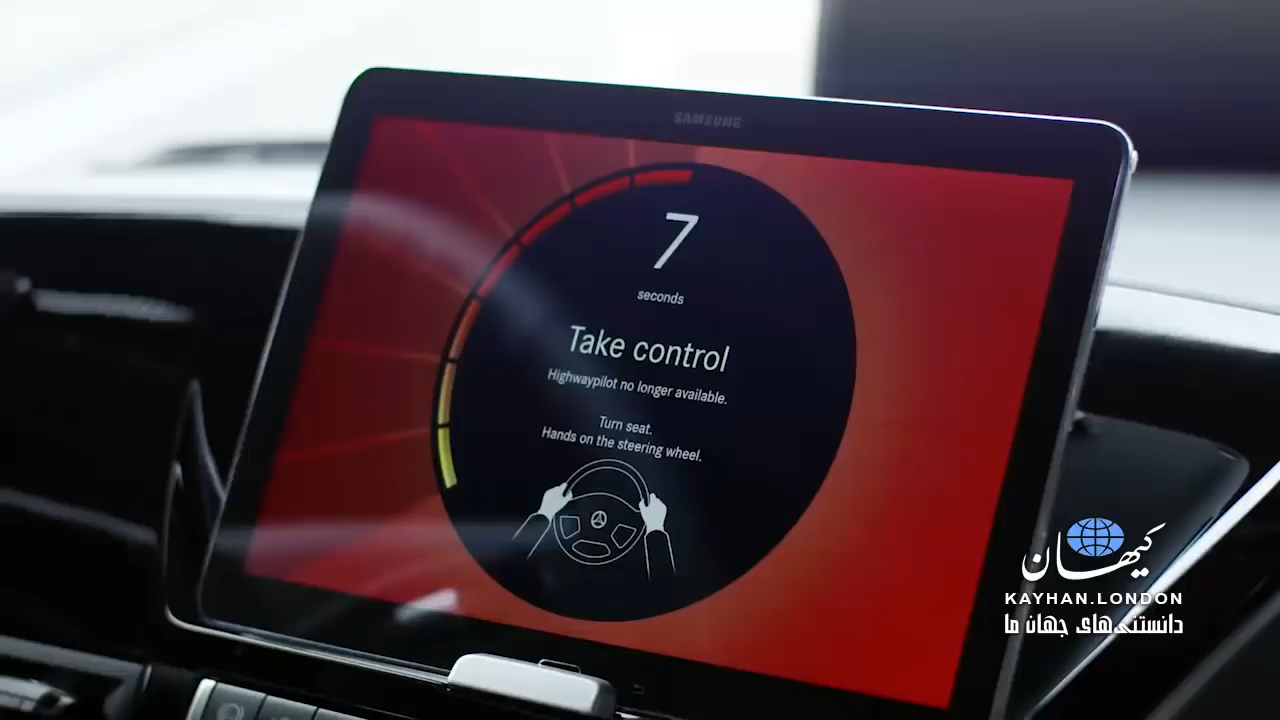 SAMSUNG
7
seconds
Take control
Highwaypilot no longer available.
Turn seat.
Hands on the steering wheel.
کیهان
KAYHAN.LONDON
دانستنی‌های جهان ما